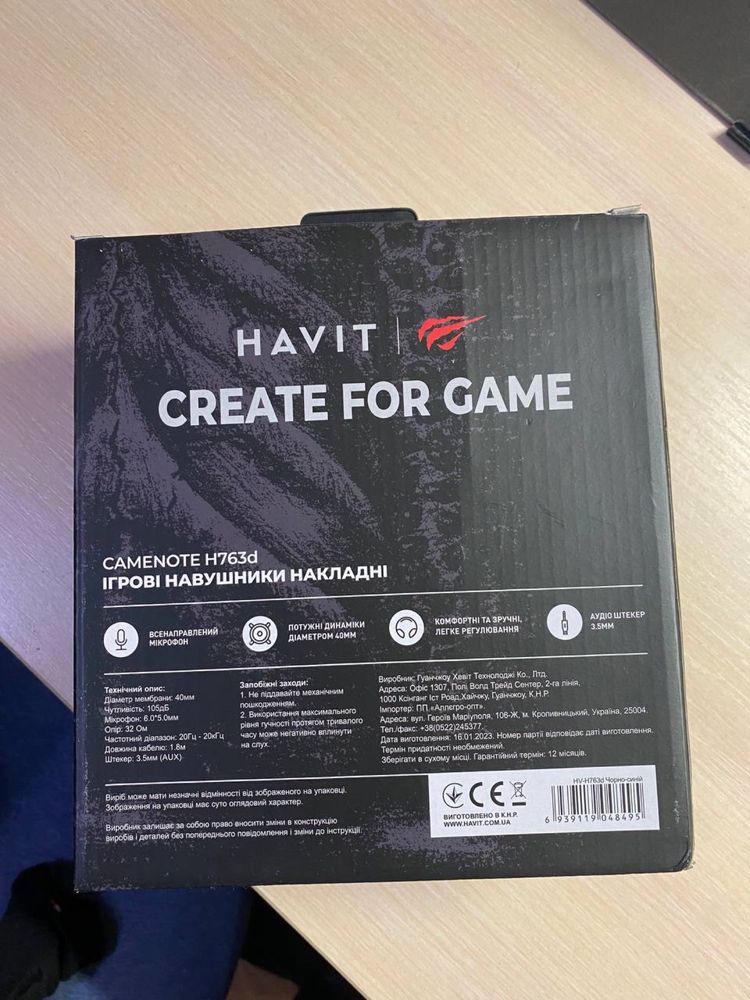 HAVIT
CREATE FOR GAME
CAMENOTE H763d
ІГРОВІ НАВУШНИКИ НАКЛАДНІ
ВСЕНАПРАВЛЕНИЙ
МІКРОФОН
ПОТУЖНІ ДИНАМІКИ
ДІАМЕТРОМ 40ММ
КОМФОРТНІ ТА ЗРУЧНІ,
ЛЕГКЕ РЕГУЛЮВАННЯ
АУДІО ШТЕКЕР
3.5ММ
Технічний опис:
Діаметр мембрани: 40мм
Чутливість: 105дБ
Мікрофон: 6.0*5.0мм
Опір: 32 Ом
Частотний діапазон: 20Гц - 20кГц
Довжина кабелю: 1.8м
Штекер: 3.5мм (AUX)
Запобіжні заходи:
1. Не піддавайте механічним
пошкодженням.
2. Використання максимального
рівня гучності протягом тривалого
часу може негативно вплинути
на слух.
Виробник: Гуанчжоу Хевіт Технолоджі Ко., Лтд.
Адреса: Офіс 1307, Полі Волд Трейд Сентер, 2-га лінія,
1000 Ксінганг Іст Роад,Хайчжу, Гуанчжоу, К.Н.Р.
Імпортер: ПП «Аллєгро-опт».
Адреса: вул. Героїв Маріуполя, 106-Ж, м. Кропивницький, Україна, 25004.
Тел./факс: +38(0522)245377.
Дата виготовлення: 16.01.2023. Номер партії відповідає даті виготовлення.
Термін придатності необмежений.
Зберігати в сухому місці. Гарантійний термін: 12 місяців.
Виріб може мати незначні відмінності від зображеного на упаковці.
Зображення на упаковці має суто оглядовий характер.
Виробник залишає за собою право вносити зміни в конструкцію
виробів і деталей без попереднього повідомлення і зміни до інструкції.
HV-H763d Чорно-синій
CE
ВИГОТОВЛЕНО В К.Н.Р.
WWW.HAVIT.COM.UA
6 939119 048495